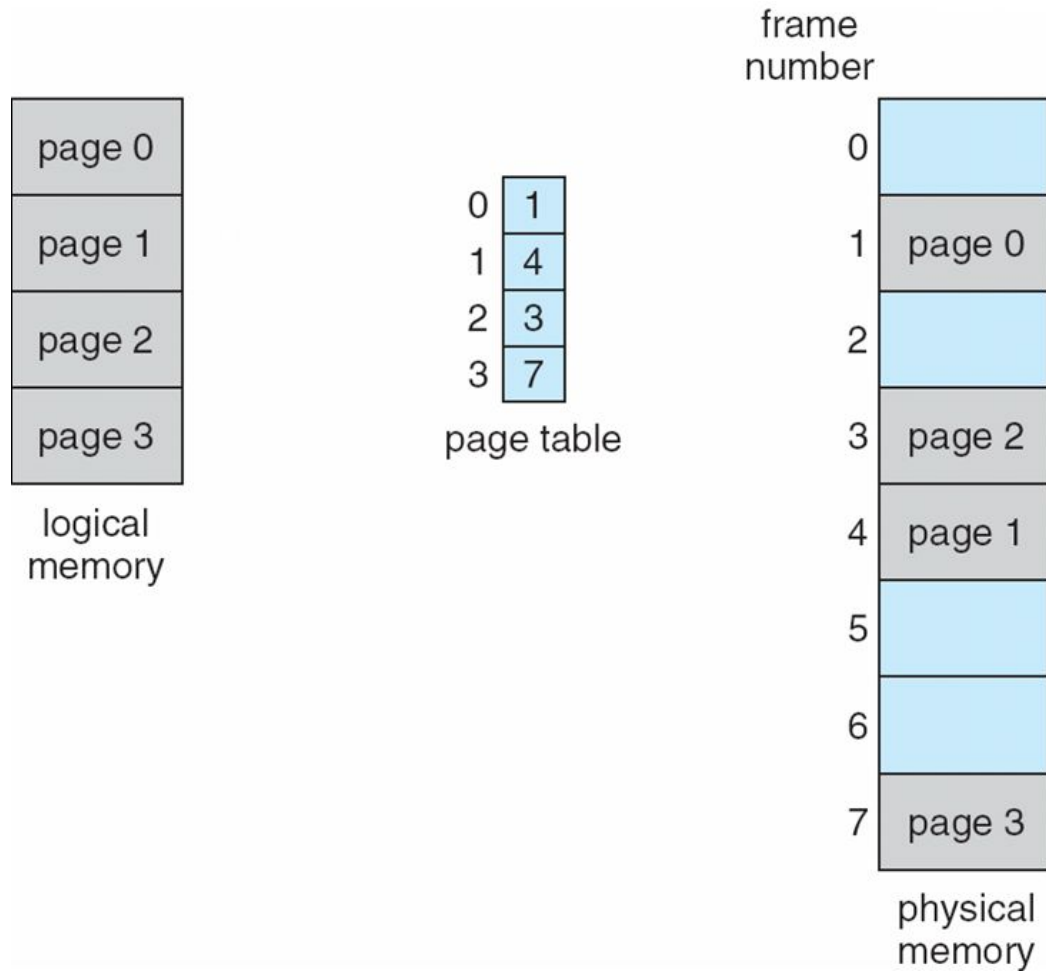 page 0
page 1
page 2
page 3
logical
memory
0 1
1 4
2 3
3 7
page table
frame
number
0
1 page 0
2
3 page 2
4 page 1
5
6
7 page 3
physical
memory